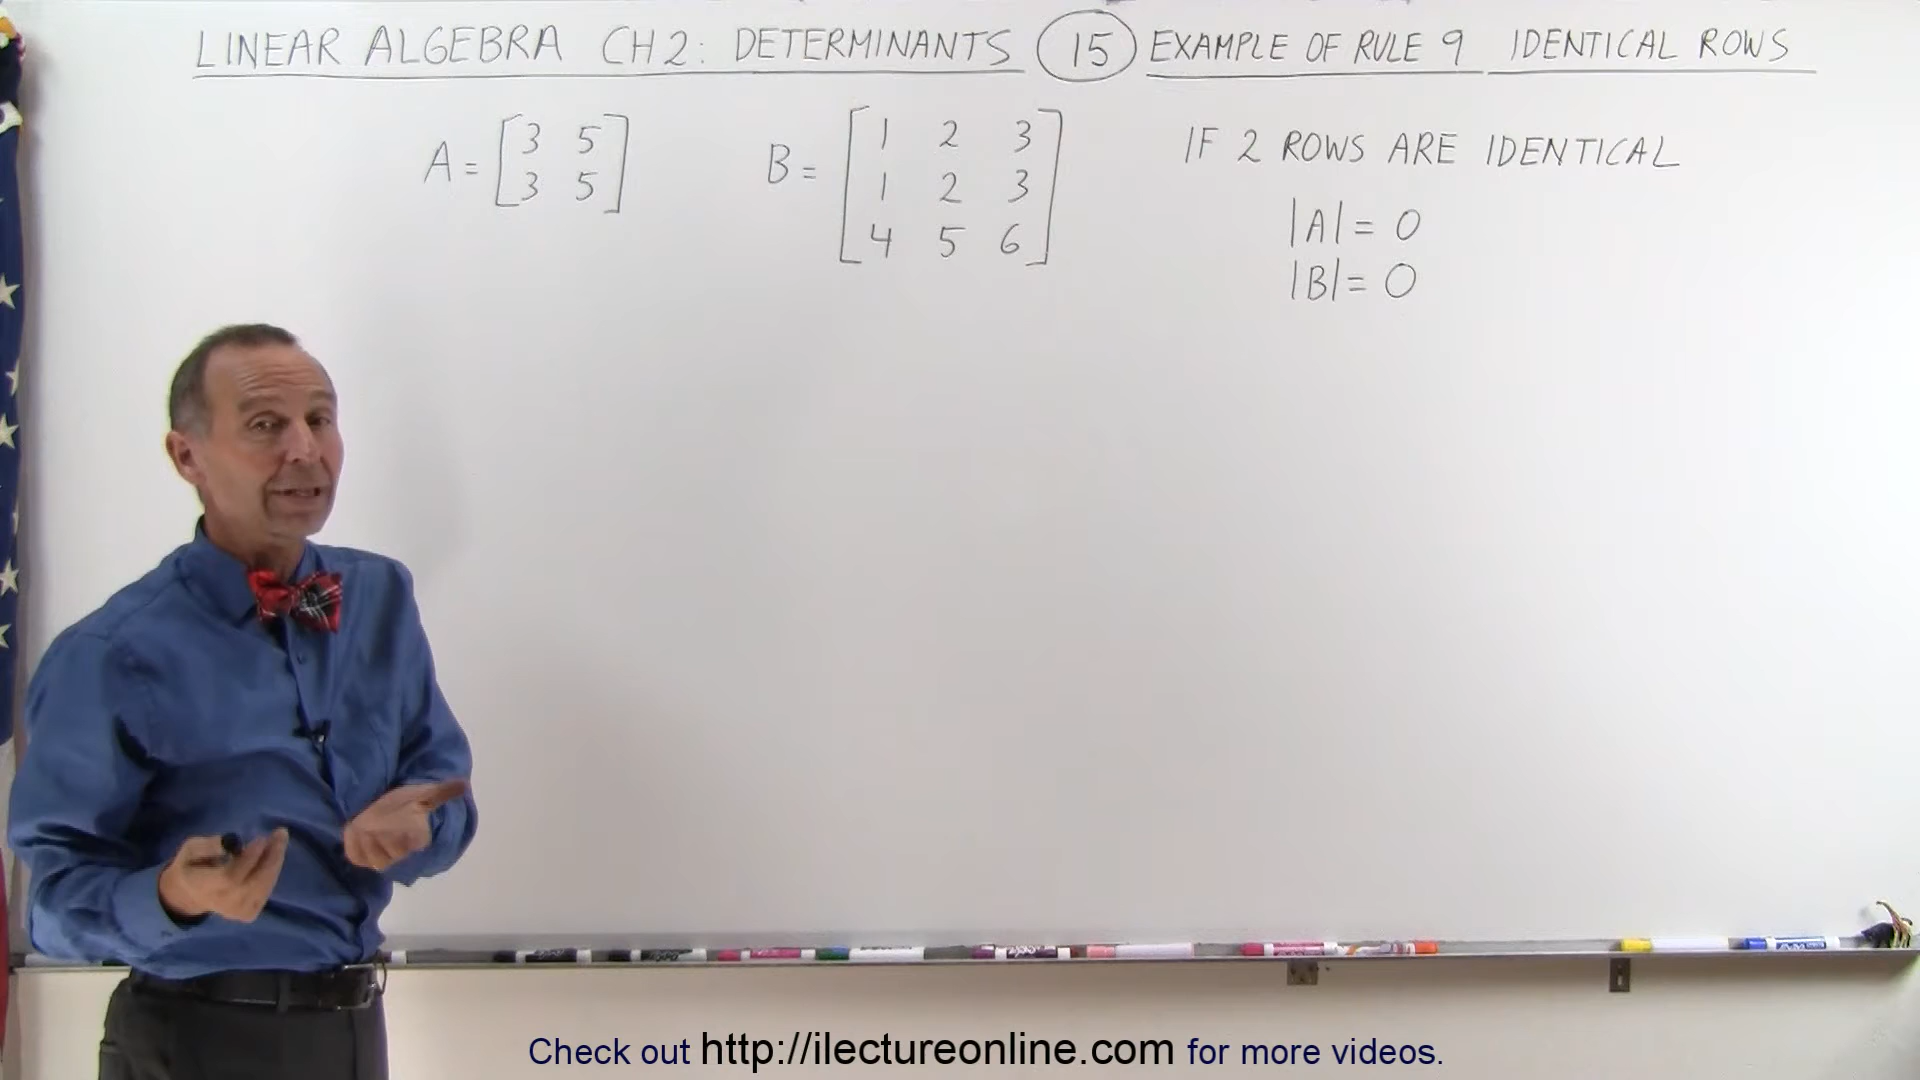 LINEAR ALGEBRA CH 2: DETERMINANTS 15 EXAMPLE OF RULE 9 IDENTICAL ROWS
A = [3 5
3 5]
B = [1 2 3
1 2 3
4 5 6]
IF 2 ROWS ARE IDENTICAL
|A| = 0
|B| = 0
Check out http://ilectureonline.com for more videos.